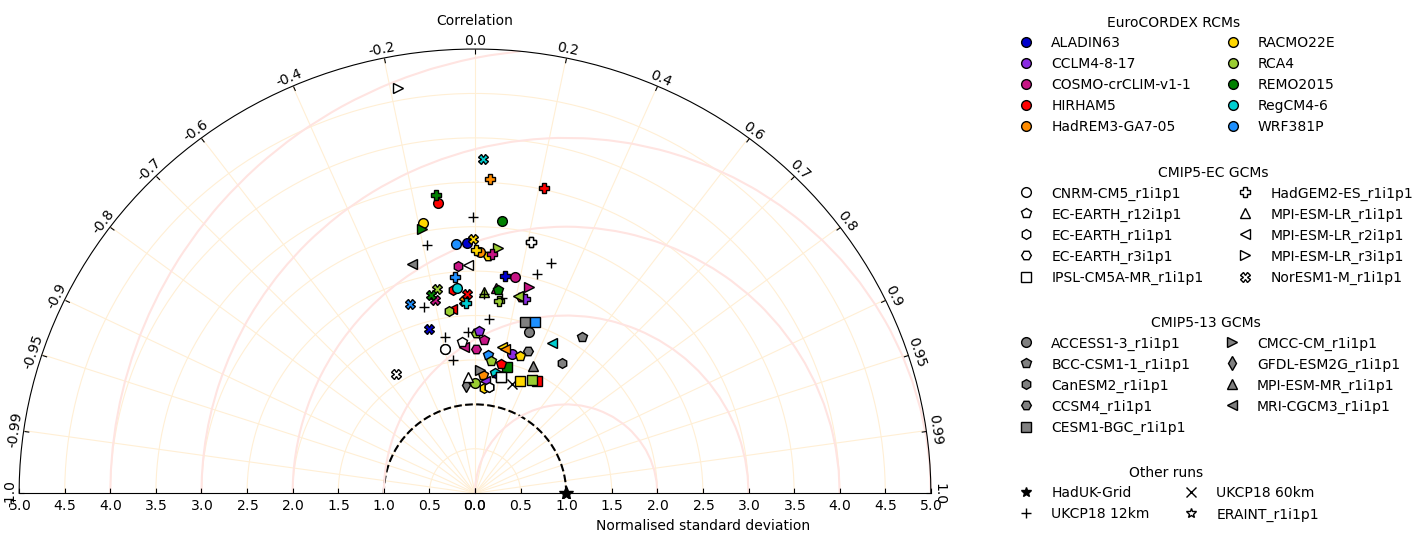 Correlation
0.0
-0.2
0.2
-0.4
0.4
-0.6
0.6
-0.7
0.7
-0.8
0.8
-0.9
0.9
-0.95
0.95
-0.99
0.99
-1.0
1.0
5.0 4.5 4.0 3.5 3.0 2.5 2.0 1.5 1.0 0.5 0.0 0.5 1.0 1.5 2.0 2.5 3.0 3.5 4.0 4.5 5.0
Normalised standard deviation
EuroCORDEX RCMs
ALADIN63
CCLM4-8-17
COSMO-crCLIM-v1-1
HIRHAM5
HadREM3-GA7-05
RACMO22E
RCA4
REMO2015
RegCM4-6
WRF381P
CMIP5-EC GCMs
CNRM-CM5_r1i1p1
EC-EARTH_r12i1p1
EC-EARTH_r1i1p1
EC-EARTH_r3i1p1
IPSL-CM5A-MR_r1i1p1
HadGEM2-ES_r1i1p1
MPI-ESM-LR_r1i1p1
MPI-ESM-LR_r2i1p1
MPI-ESM-LR_r3i1p1
NorESM1-M_r1i1p1
CMIP5-13 GCMs
ACCESS1-3_r1i1p1
BCC-CSM1-1_r1i1p1
CanESM2_r1i1p1
CCSM4_r1i1p1
CESM1-BGC_r1i1p1
CMCC-CM_r1i1p1
GFDL-ESM2G_r1i1p1
MPI-ESM-MR_r1i1p1
MRI-CGCM3_r1i1p1
Other runs
HadUK-Grid
UKCP18 12km
UKCP18 60km
ERAINT_r1i1p1